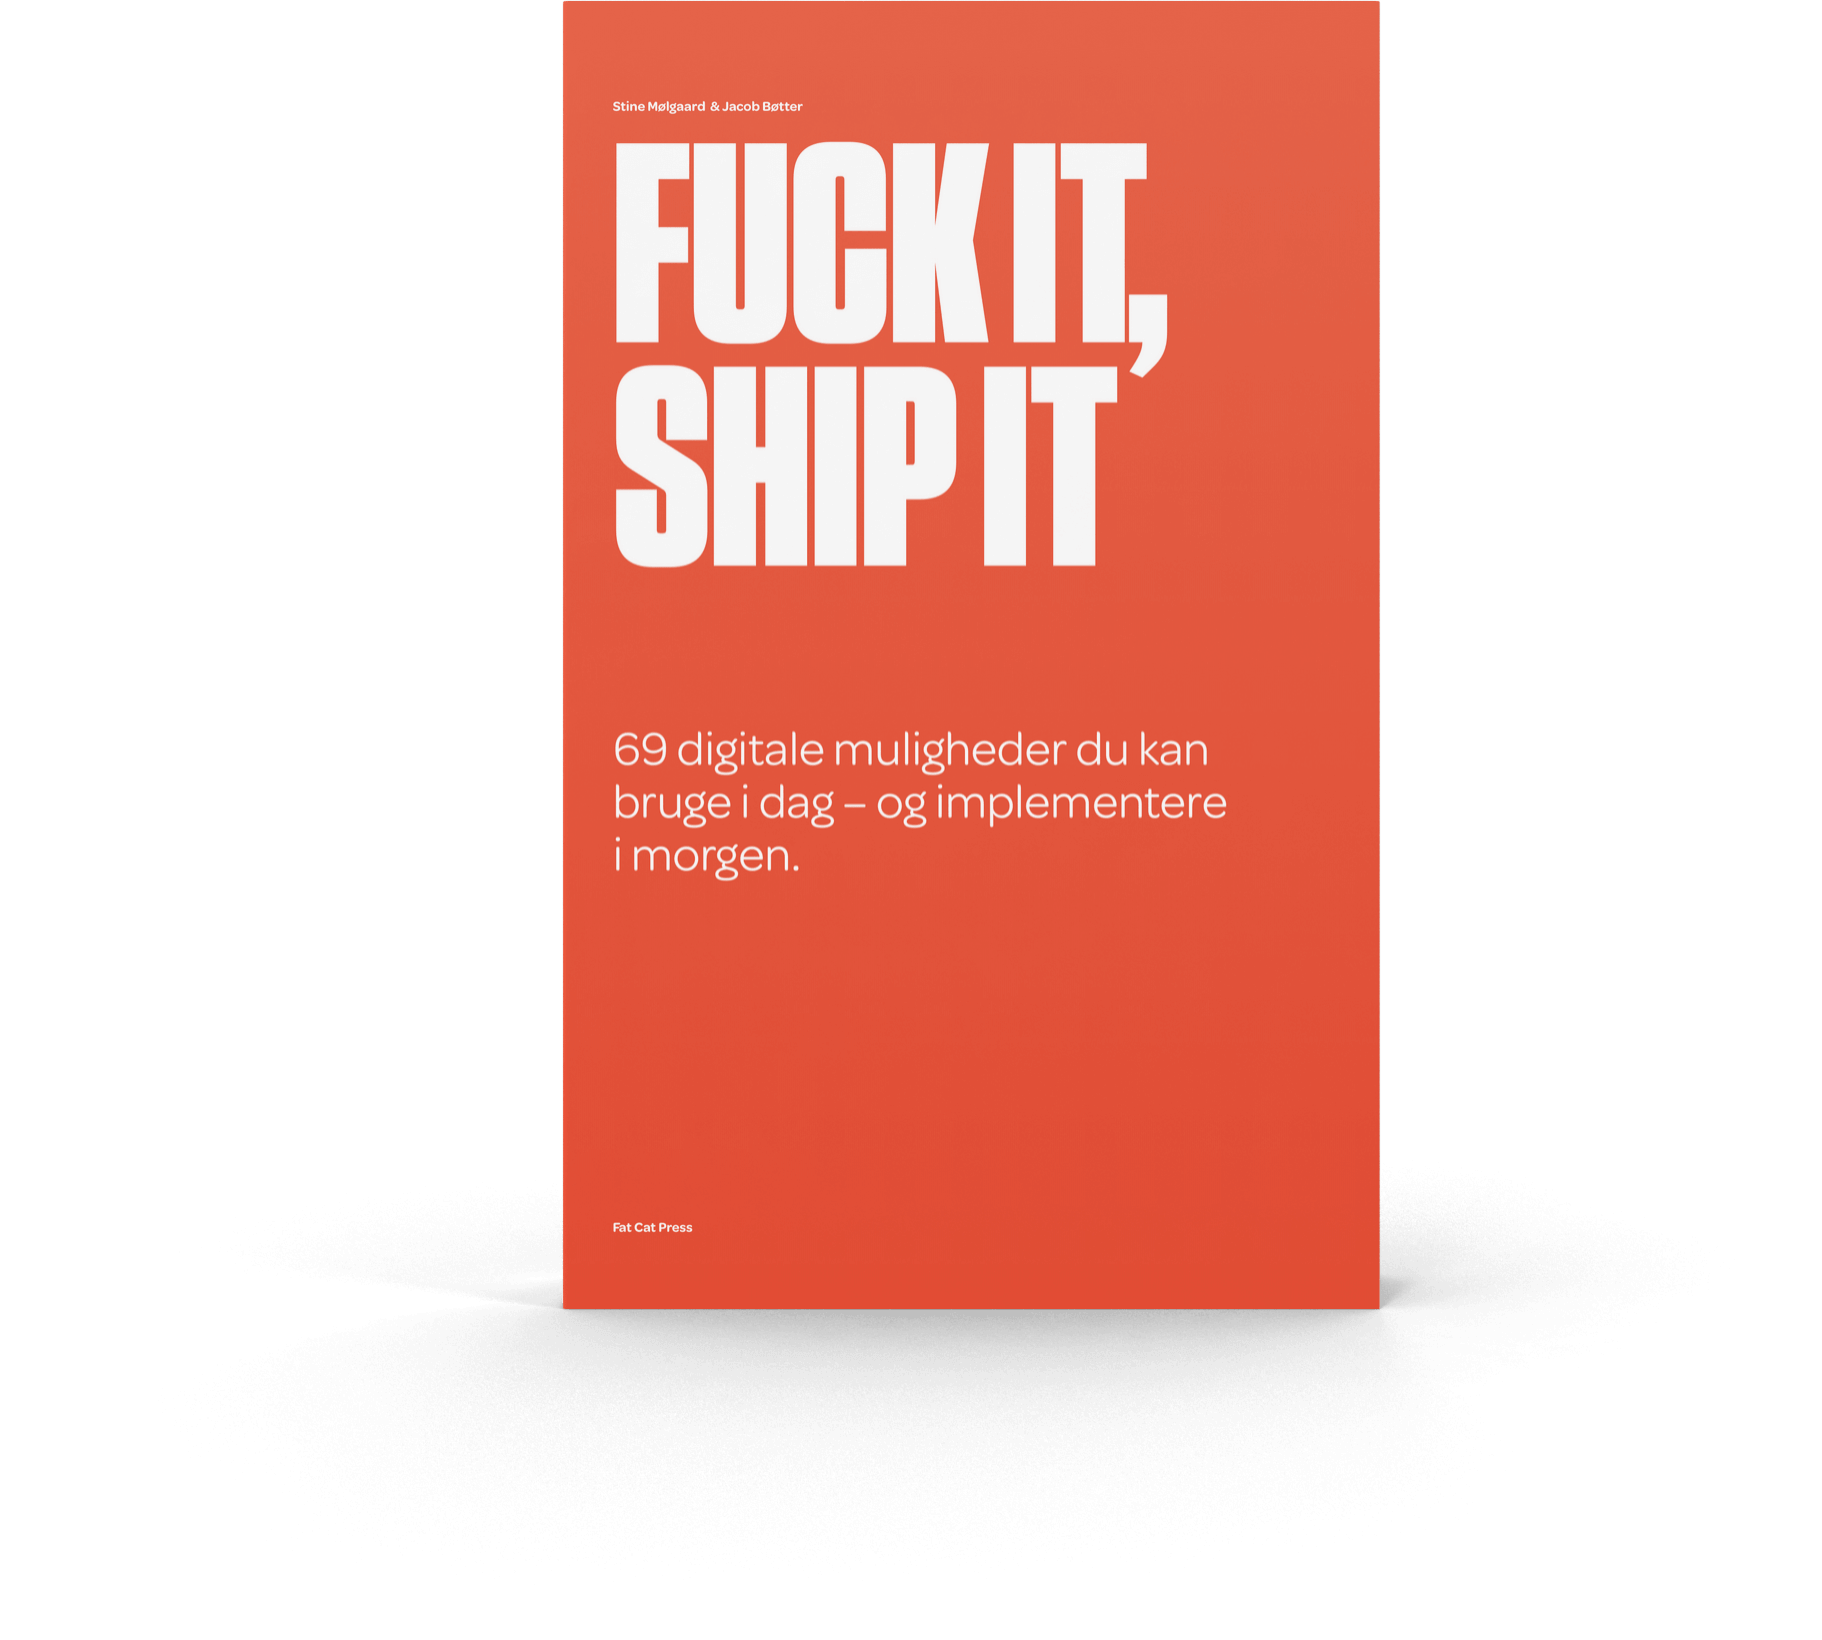 Stine Mølgaard & Jacob Bøtter
FUCK IT,
SHIP IT
69 digitale muligheder du kan
bruge i dag – og implementere
i morgen.
Fat Cat Press